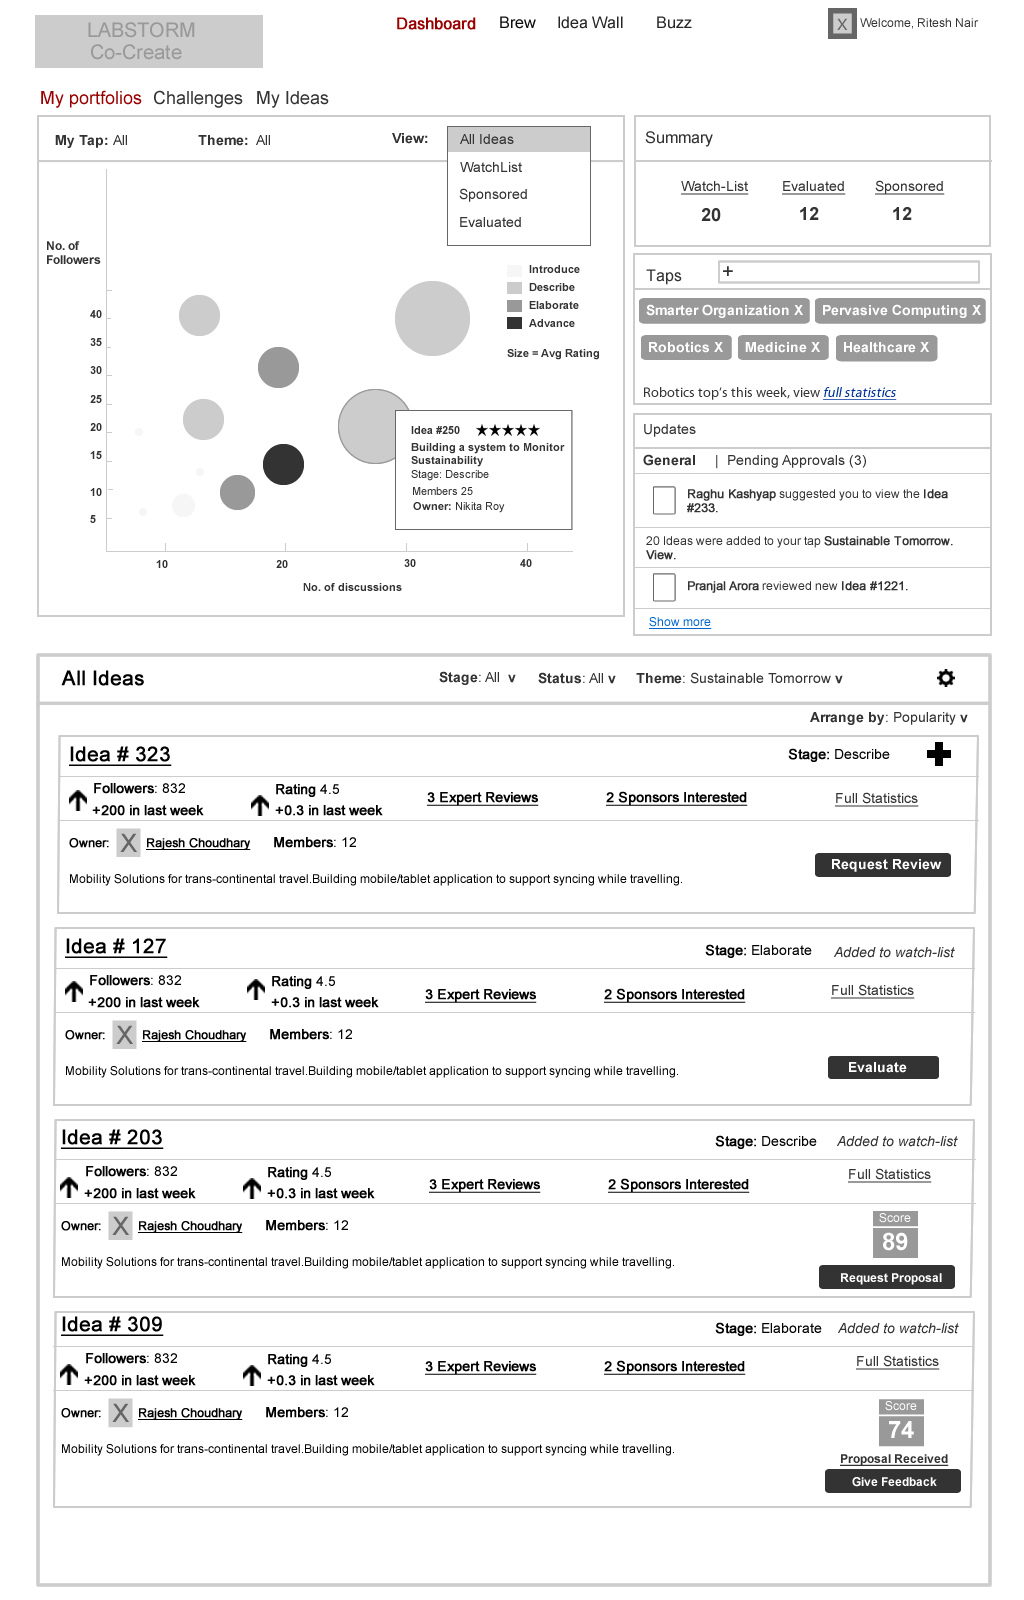 LABSTORM
Co-Create
Dashboard Brew Idea Wall Buzz
X Welcome, Ritesh Nair
My portfolios Challenges My Ideas
My Tap: All Theme: All View:
All Ideas
WatchList
Sponsored
Evaluated
No. of
Followers
Introduce
Describe
Elaborate
Advance
Size = Avg Rating
40
35
30
25
20
15
10
5
Idea #250 ★★★★★
Building a system to Monitor
Sustainability
Stage: Describe
Members 25
Owner: Nikita Roy
10 20 30 40
No. of discussions
Summary
Watch-List Evaluated Sponsored
20 12 12
Taps +
Smarter Organization X Pervasive Computing X
Robotics X Medicine X Healthcare X
Robotics top's this week, view full statistics
Updates
General | Pending Approvals (3)
Raghu Kashyap suggested you to view the Idea
#233.
20 Ideas were added to your tap Sustainable Tomorrow.
View.
Pranjal Arora reviewed new Idea #1221.
Show more
All Ideas Stage: All v Status: All v Theme: Sustainable Tomorrow v
Arrange by: Popularity v
Idea # 323 Stage: Describe
Followers: 832 Rating 4.5
+200 in last week +0.3 in last week 3 Expert Reviews 2 Sponsors Interested Full Statistics
Owner: X Rajesh Choudhary Members: 12
Request Review
Mobility Solutions for trans-continental travel.Building mobile/tablet application to support syncing while travelling.
Idea # 127 Stage: Elaborate Added to watch-list
Followers: 832 Rating 4.5
+200 in last week +0.3 in last week 3 Expert Reviews 2 Sponsors Interested Full Statistics
Owner: X Rajesh Choudhary Members: 12
Mobility Solutions for trans-continental travel.Building mobile/tablet application to support syncing while travelling.
Evaluate
Idea # 203 Stage: Describe Added to watch-list
Followers: 832 Rating 4.5 Full Statistics
+200 in last week +0.3 in last week 3 Expert Reviews 2 Sponsors Interested
Owner: X Rajesh Choudhary Members: 12
Score
89
Mobility Solutions for trans-continental travel.Building mobile/tablet application to support syncing while travelling.
Request Proposal
Idea # 309 Stage: Elaborate Added to watch-list
Followers: 832 Rating 4.5 Full Statistics
+200 in last week +0.3 in last week 3 Expert Reviews 2 Sponsors Interested
Owner: X Rajesh Choudhary Members: 12
Score
74
Mobility Solutions for trans-continental travel.Building mobile/tablet application to support syncing while travelling.
Proposal Received
Give Feedback